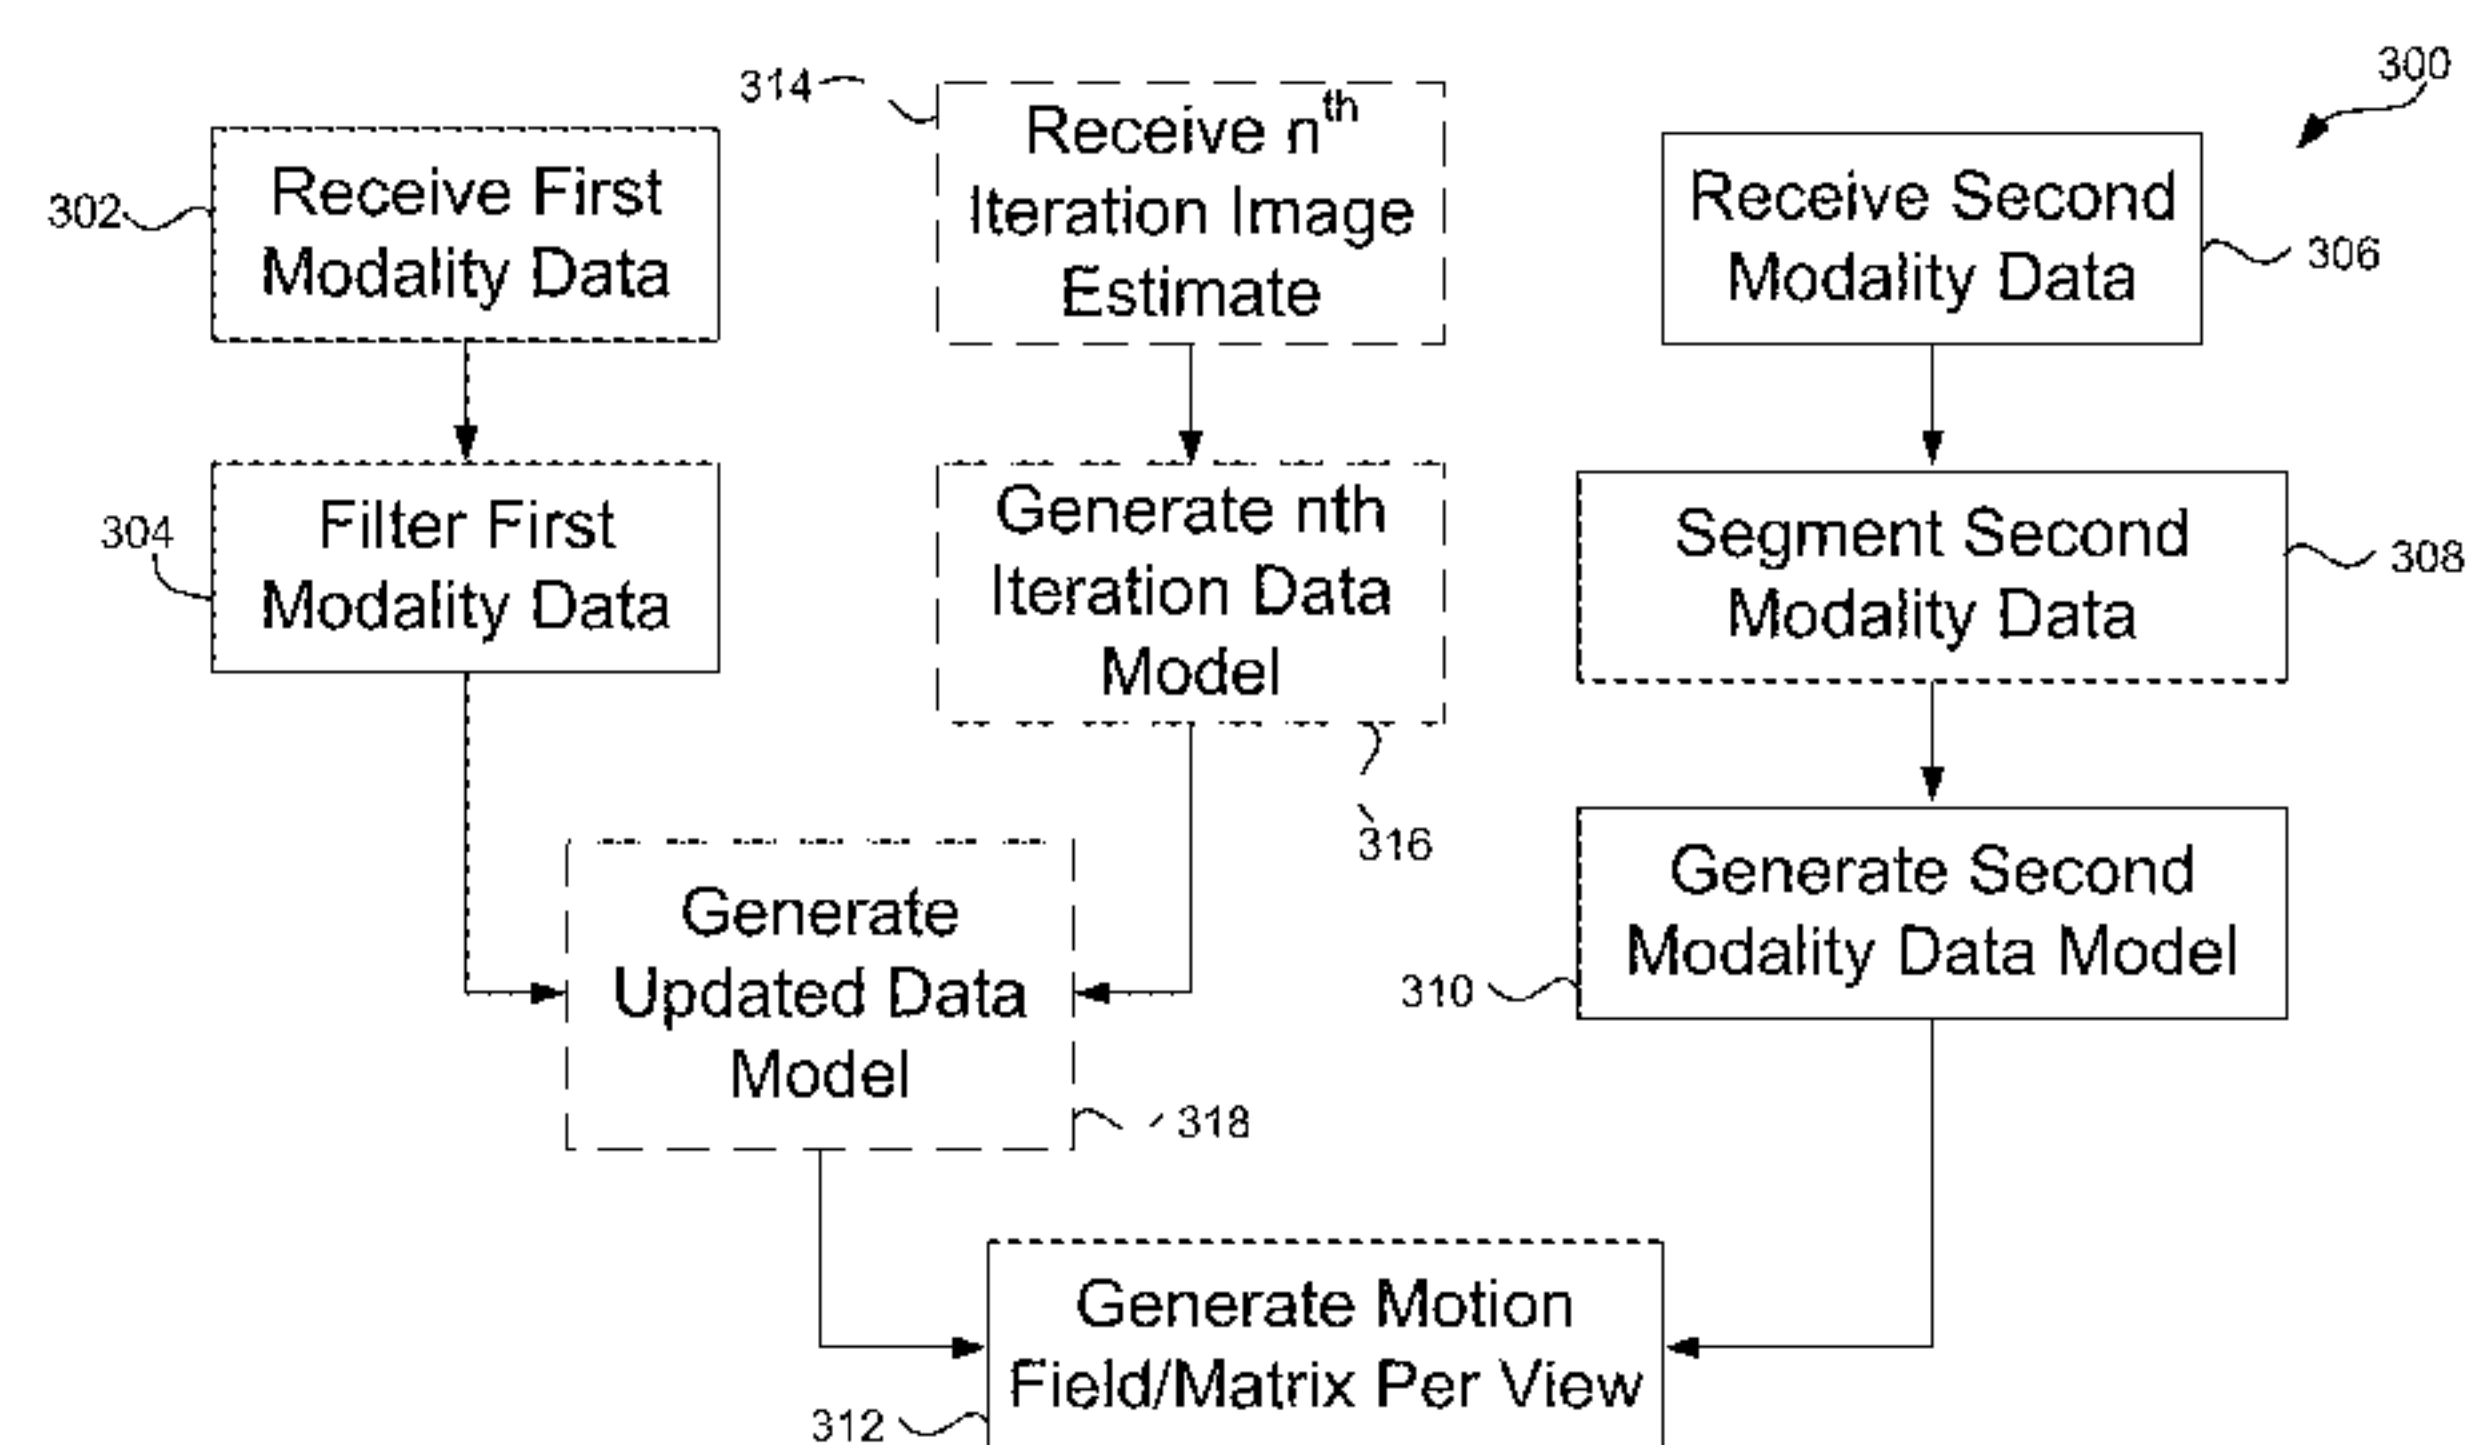 300
314
302
Receive First
Modality Data
Receive nth
Iteration Image
Estimate
Receive Second
Modality Data
306
304
Filter First
Modality Data
Generate nth
Iteration Data
Model
316
Segment Second
Modality Data
308
Generate
Updated Data
Model
318
Generate Second
Modality Data Model
310
Generate Motion
Field/Matrix Per View
312